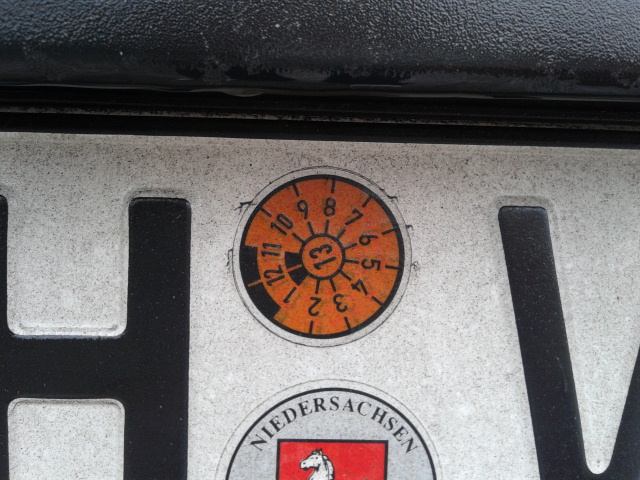 H
1 2 3 4 5 6 7 8 9 10 11 12
13
NIEDERSACHSEN